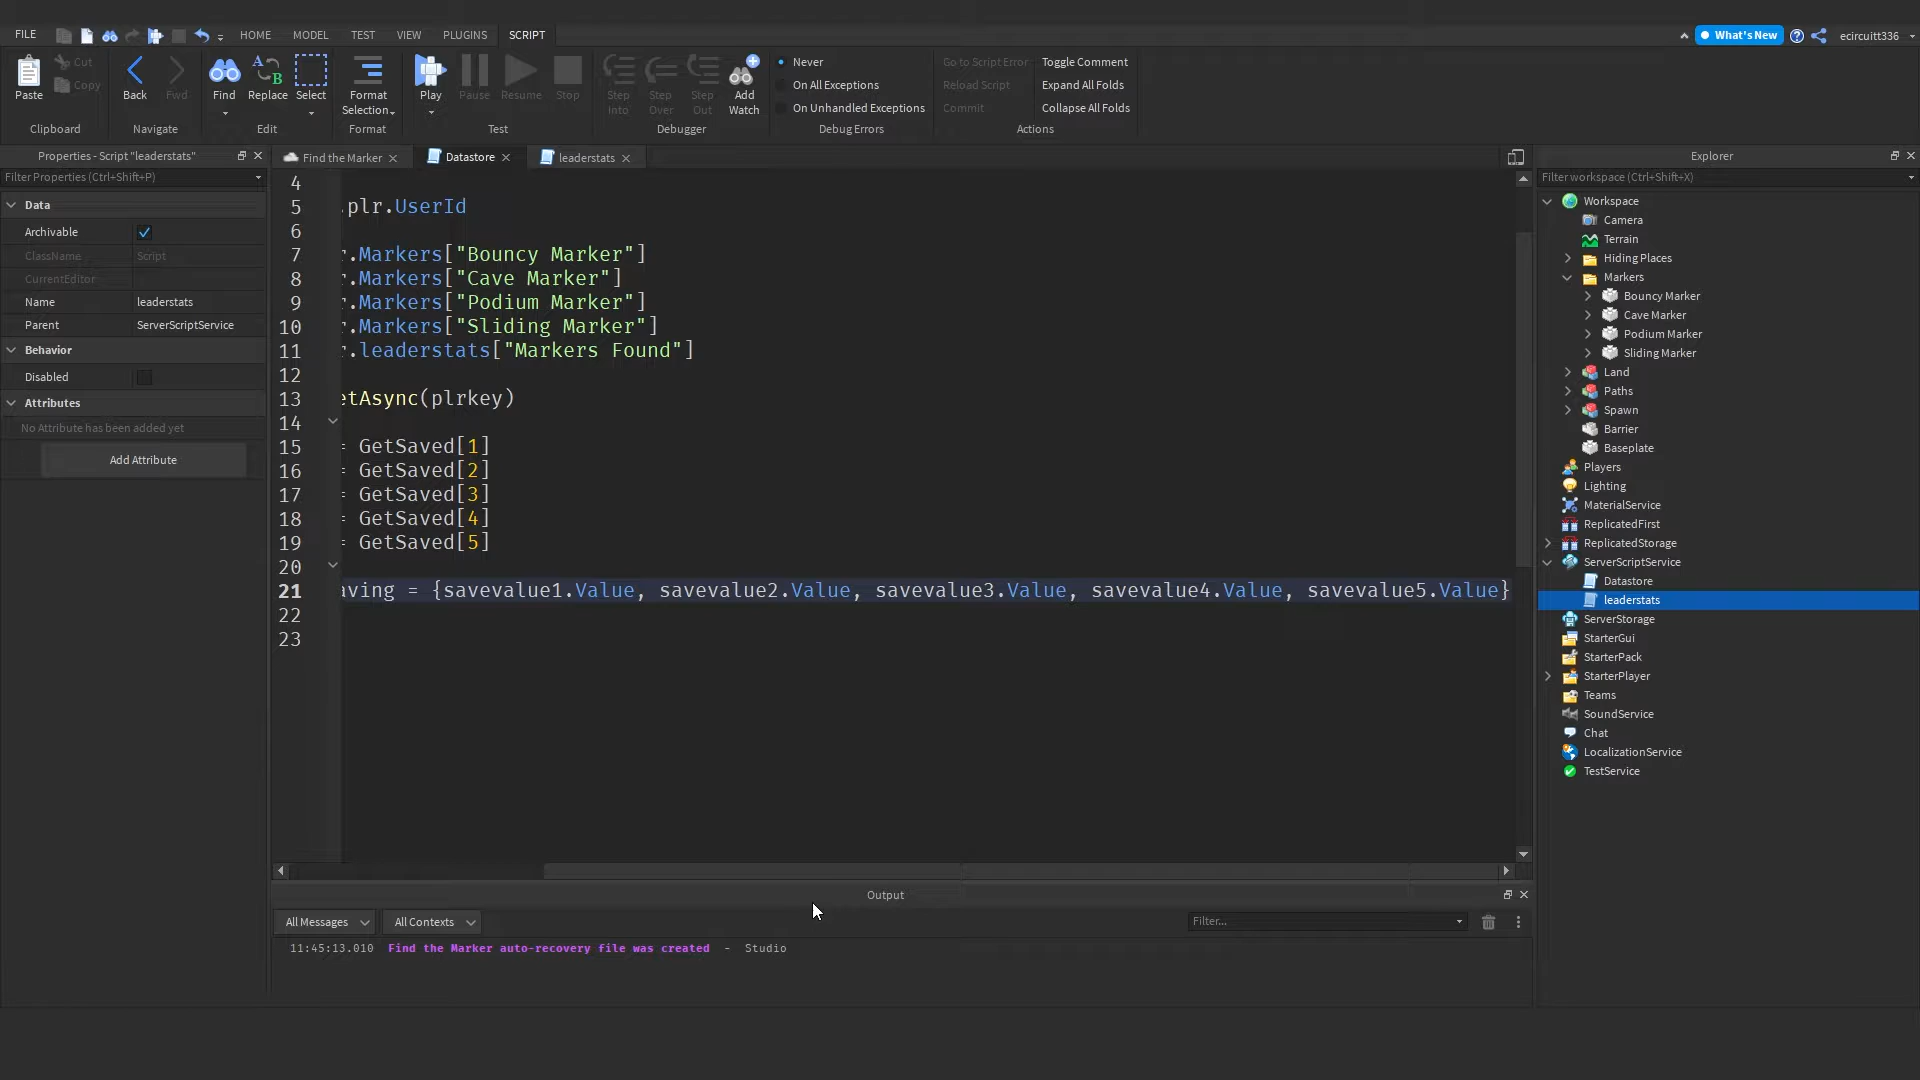 FILE HOME MODEL TEST VIEW PLUGINS SCRIPT What's New ecircuitt336
Paste Cut Copy Back Fwd Find Replace Select Format Selection Play Pause Resume Stop Step Into Step Over Step Out Add Watch
Never
On All Exceptions
On Unhandled Exceptions
Go to Script Error Toggle Comment
Reload Script Expand All Folds
Commit Collapse All Folds
Clipboard Navigate Edit Format Test Debugger Debug Errors Actions
Properties - Script "leaderstats"
Filter Properties (Ctrl+Shift+P)
Data
Archivable
ClassName Script
CurrentEditor
Name leaderstats
Parent ServerScriptService
Behavior
Disabled
Attributes
No Attribute has been added yet
Add Attribute
Find the Marker Datastore leaderstats
4
5 .plr.UserId
6
7 r.Markers["Bouncy Marker"]
8 r.Markers["Cave Marker"]
9 r.Markers["Podium Marker"]
10 r.Markers["Sliding Marker"]
11 r.leaderstats["Markers Found"]
12
13 etAsync(plrkey)
14
15 = GetSaved[1]
16 = GetSaved[2]
17 = GetSaved[3]
18 = GetSaved[4]
19 = GetSaved[5]
20
21 aving = {savevalue1.Value, savevalue2.Value, savevalue3.Value, savevalue4.Value, savevalue5.Value}
22
23
Output
All Messages All Contexts Filter...
11:45:13.010 Find the Marker auto-recovery file was created - Studio
Explorer
Filter workspace (Ctrl+Shift+X)
Workspace
Camera
Terrain
Hiding Places
Markers
Bouncy Marker
Cave Marker
Podium Marker
Sliding Marker
Land
Paths
Spawn
Barrier
Baseplate
Players
Lighting
MaterialService
ReplicatedFirst
ReplicatedStorage
ServerScriptService
Datastore
leaderstats
ServerStorage
StarterGui
StarterPack
StarterPlayer
Teams
SoundService
Chat
LocalizationService
TestService